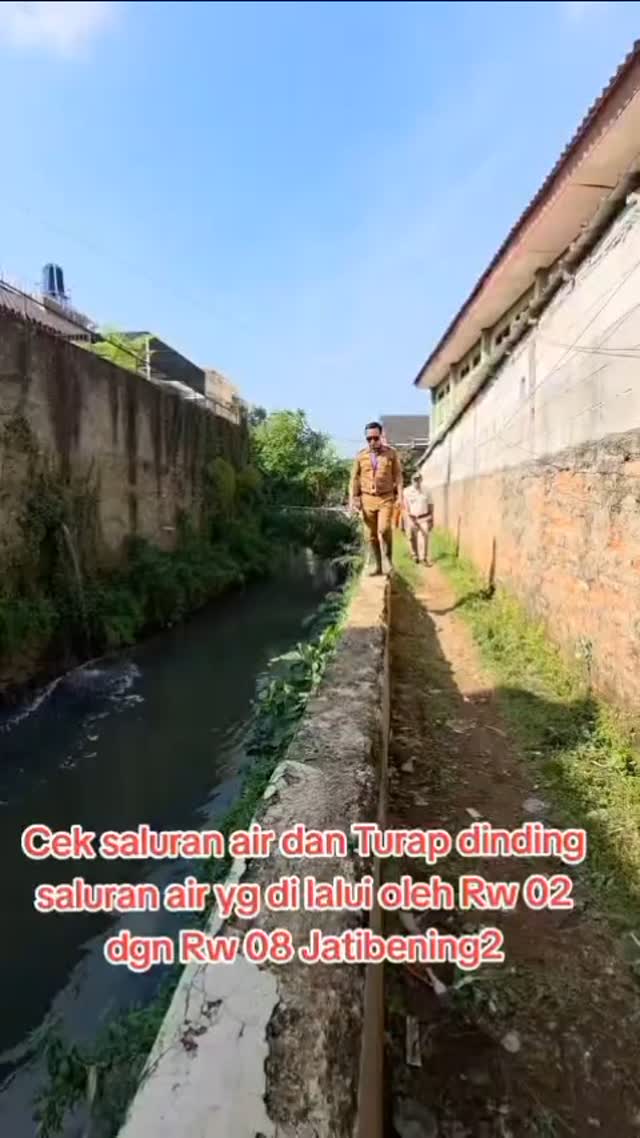 Cek saluran air dan Turap dinding
saluran air yg di lalui oleh Rw 02
dgn Rw 08 Jatibening2